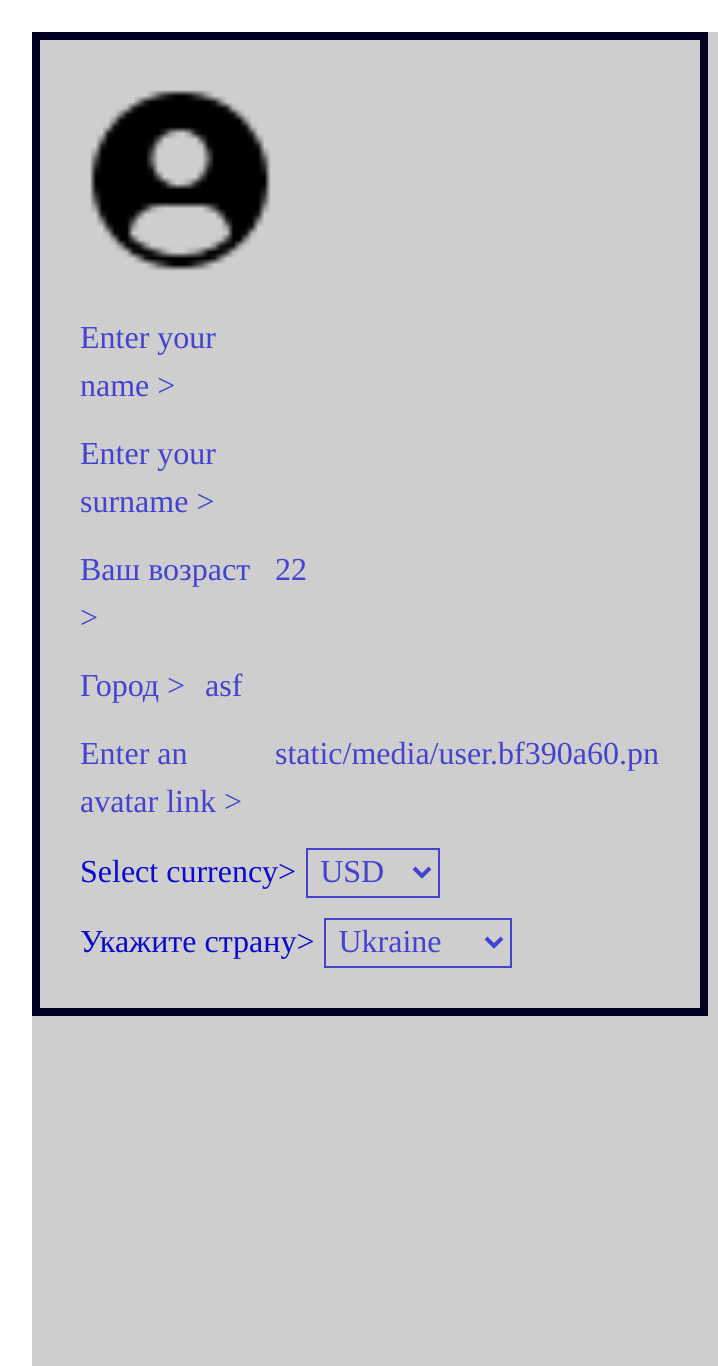 Enter your
name >
Enter your
surname >
Ваш возраст 22
>
Город > asf
Enter an static/media/user.bf390a60.pn
avatar link >
Select currency> USD
Укажите страну> Ukraine